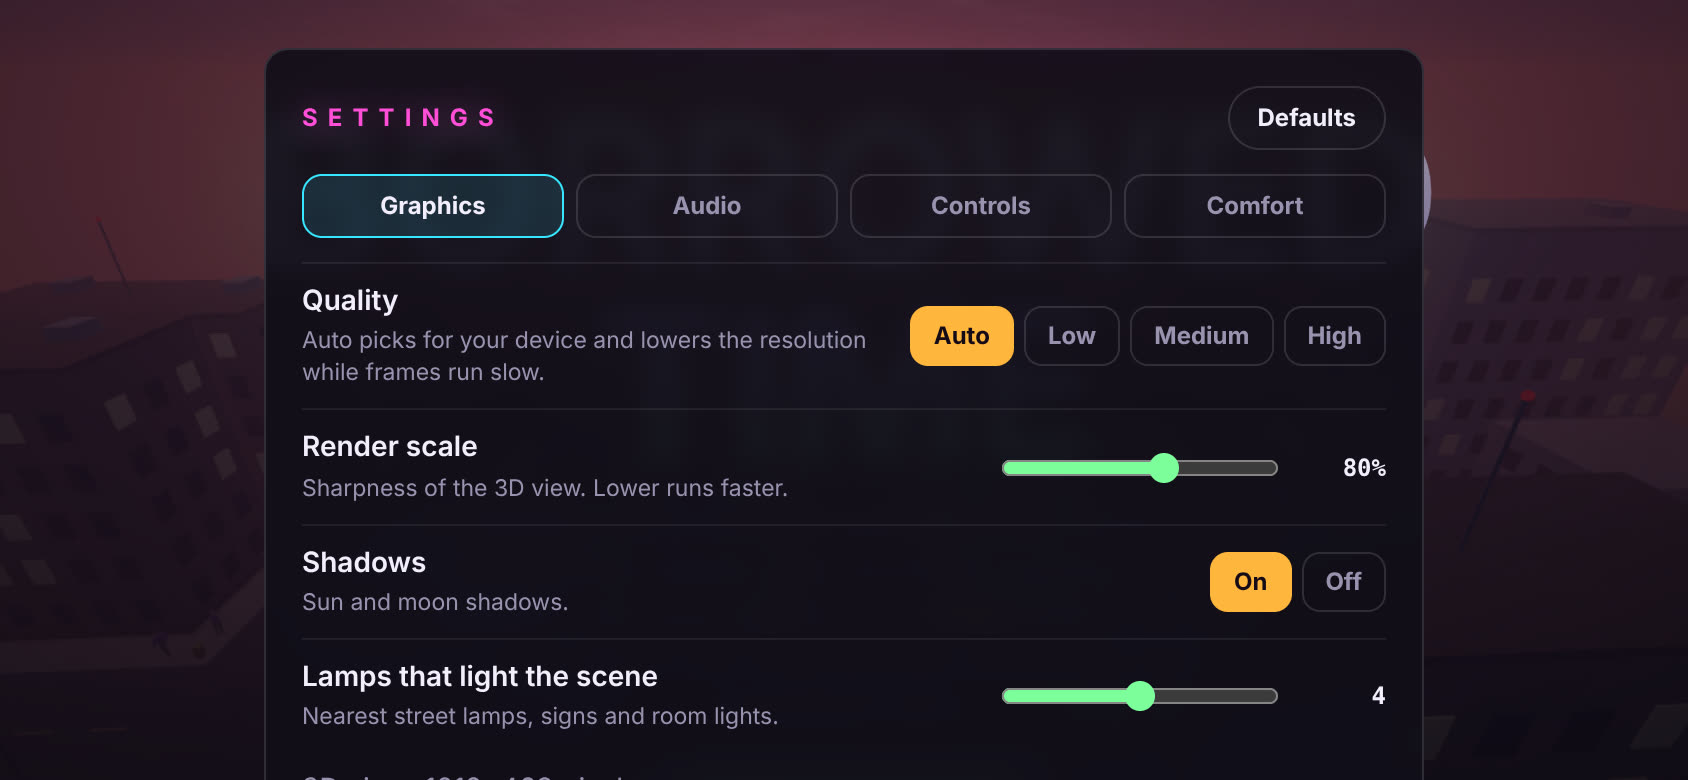 SETTINGS
Defaults
Graphics
Audio
Controls
Comfort
Quality
Auto picks for your device and lowers the resolution
while frames run slow.
Auto
Low
Medium
High
Render scale
Sharpness of the 3D view. Lower runs faster.
80%
Shadows
Sun and moon shadows.
On
Off
Lamps that light the scene
Nearest street lamps, signs and room lights.
4